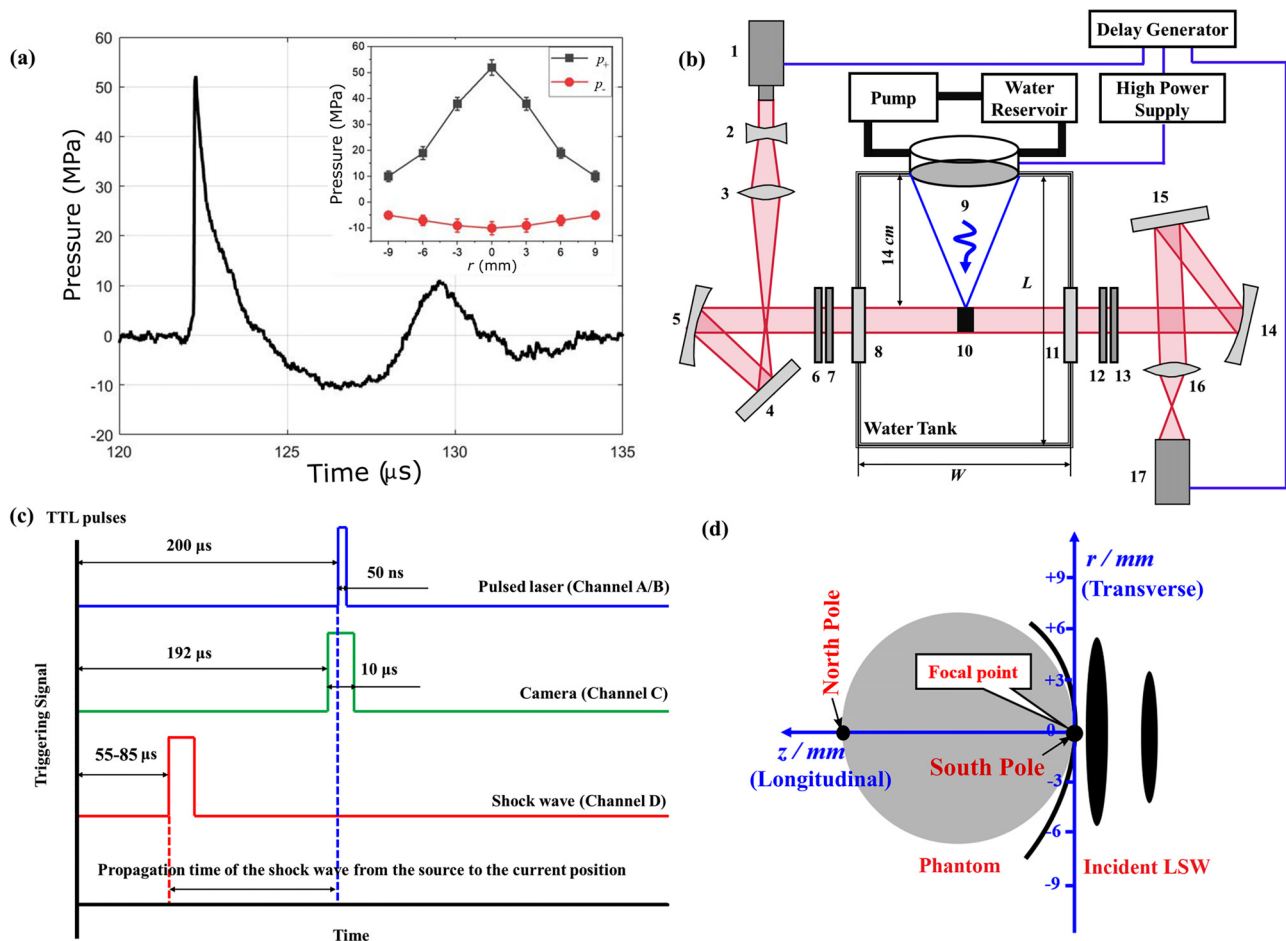 (a)
60
50
40
30
20
10
0
-10
-20
Pressure (MPa)
120
125
130
135
Time (μs)
60
50
40
30
20
10
0
-10
Pressure (MPa)
-9
-6
-3
0
3
6
9
r (mm)
p+
p-
(b)
1
Delay Generator
Pump
Water
Reservoir
High Power
Supply
2
3
9
14 cm
L
15
5
6 7
8
10
11
12 13
14
4
16
Water Tank
W
17
(c)
TTL pulses
200 μs
50 ns
Pulsed laser (Channel A/B)
192 μs
10 μs
Camera (Channel C)
Triggering Signal
55-85 μs
Shock wave (Channel D)
Propagation time of the shock wave from the source to the current position
Time
(d)
r / mm
(Transverse)
+9
+6
+3
0
-3
-6
-9
North Pole
Focal point
z / mm
(Longitudinal)
South Pole
Phantom
Incident LSW